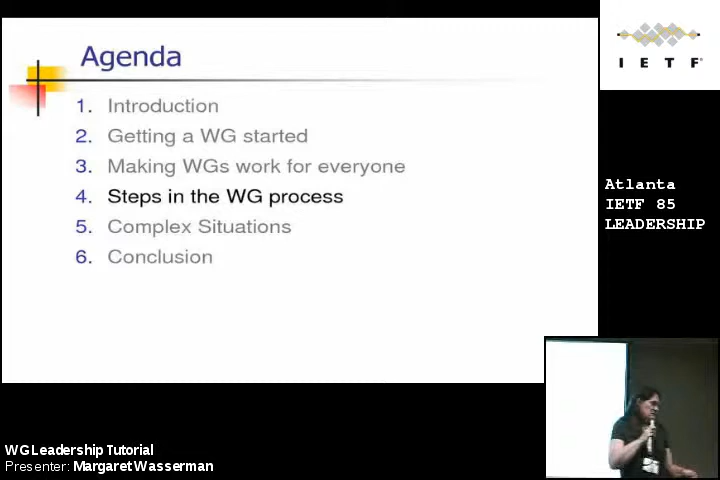 Agenda
1. Introduction
2. Getting a WG started
3. Making WGs work for everyone
4. Steps in the WG process
5. Complex Situations
6. Conclusion
I E T F®
Atlanta
IETF 85
LEADERSHIP
WG Leadership Tutorial
Presenter: Margaret Wasserman